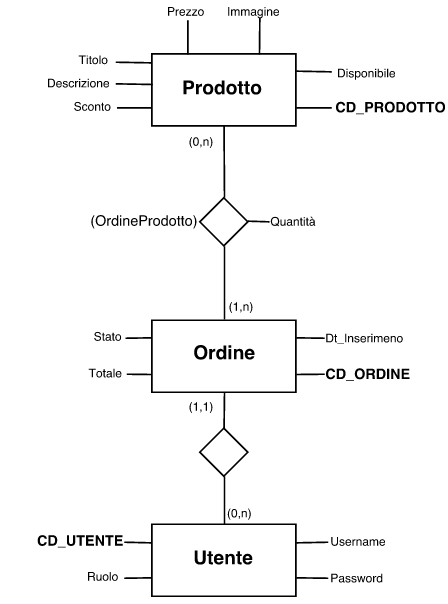 Prezzo Immagine
Titolo
Disponibile
Descrizione
Prodotto
Sconto
CD_PRODOTTO
(0,n)
(OrdineProdotto) Quantità
(1,n)
Stato
Dt_Inserimeno
Ordine
Totale
CD_ORDINE
(1,1)
(0,n)
CD_UTENTE
Username
Utente
Ruolo
Password